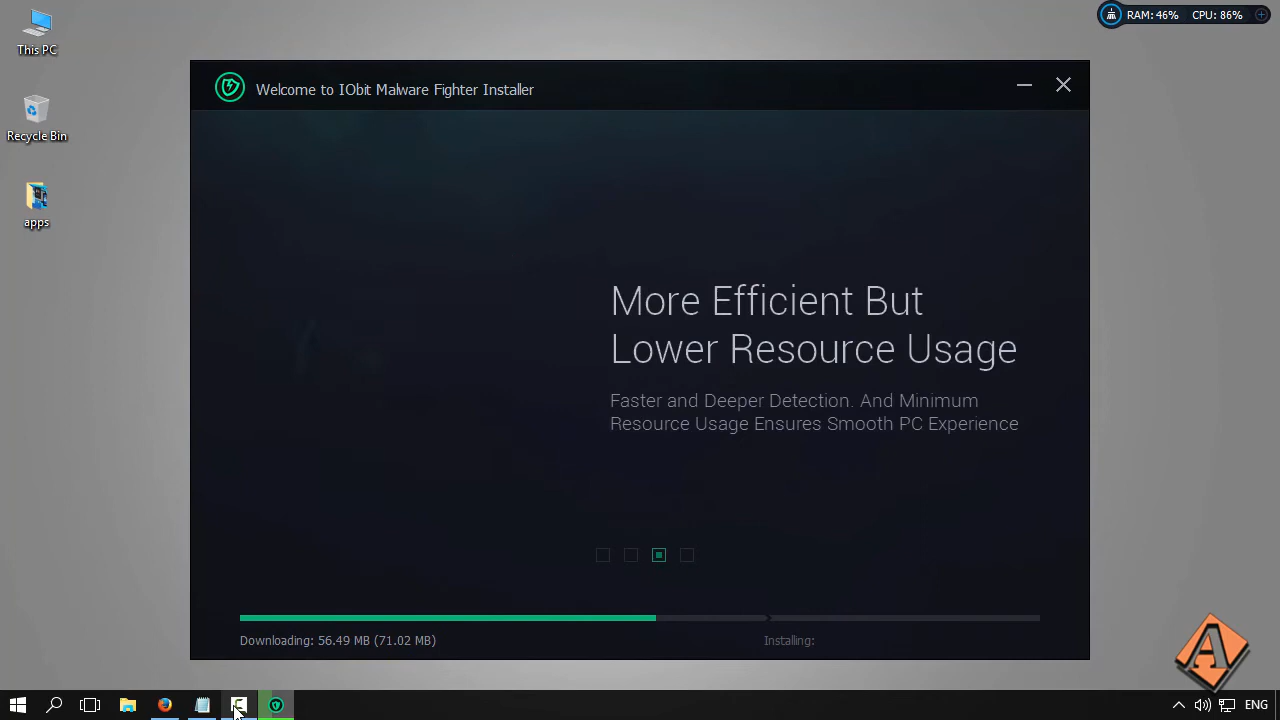 This PC
RAM: 46%
CPU: 86%
Welcome to IObit Malware Fighter Installer
Recycle Bin
apps
More Efficient But
Lower Resource Usage
Faster and Deeper Detection. And Minimum
Resource Usage Ensures Smooth PC Experience
Downloading: 56.49 MB (71.02 MB)
Installing:
ENG